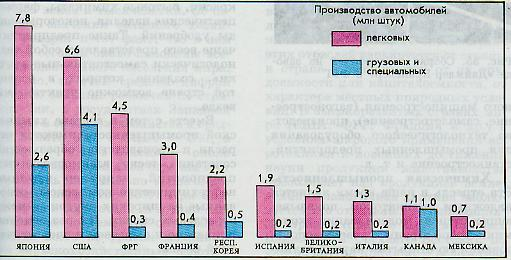 Производство автомобилей
(млн штук)
легковых
грузовых и
специальных
7,8
2,6
6,6
4,1
4,5
0,3
3,0
0,4
2,2
0,5
1,9
0,2
1,5
0,2
1,3
0,2
1,1
1,0
0,7
0,2
ЯПОНИЯ
США
ФРГ
ФРАНЦИЯ
РЕСП.
КОРЕЯ
ИСПАНИЯ
ВЕЛИКО-
БРИТАНИЯ
ИТАЛИЯ
КАНАДА
МЕКСИКА